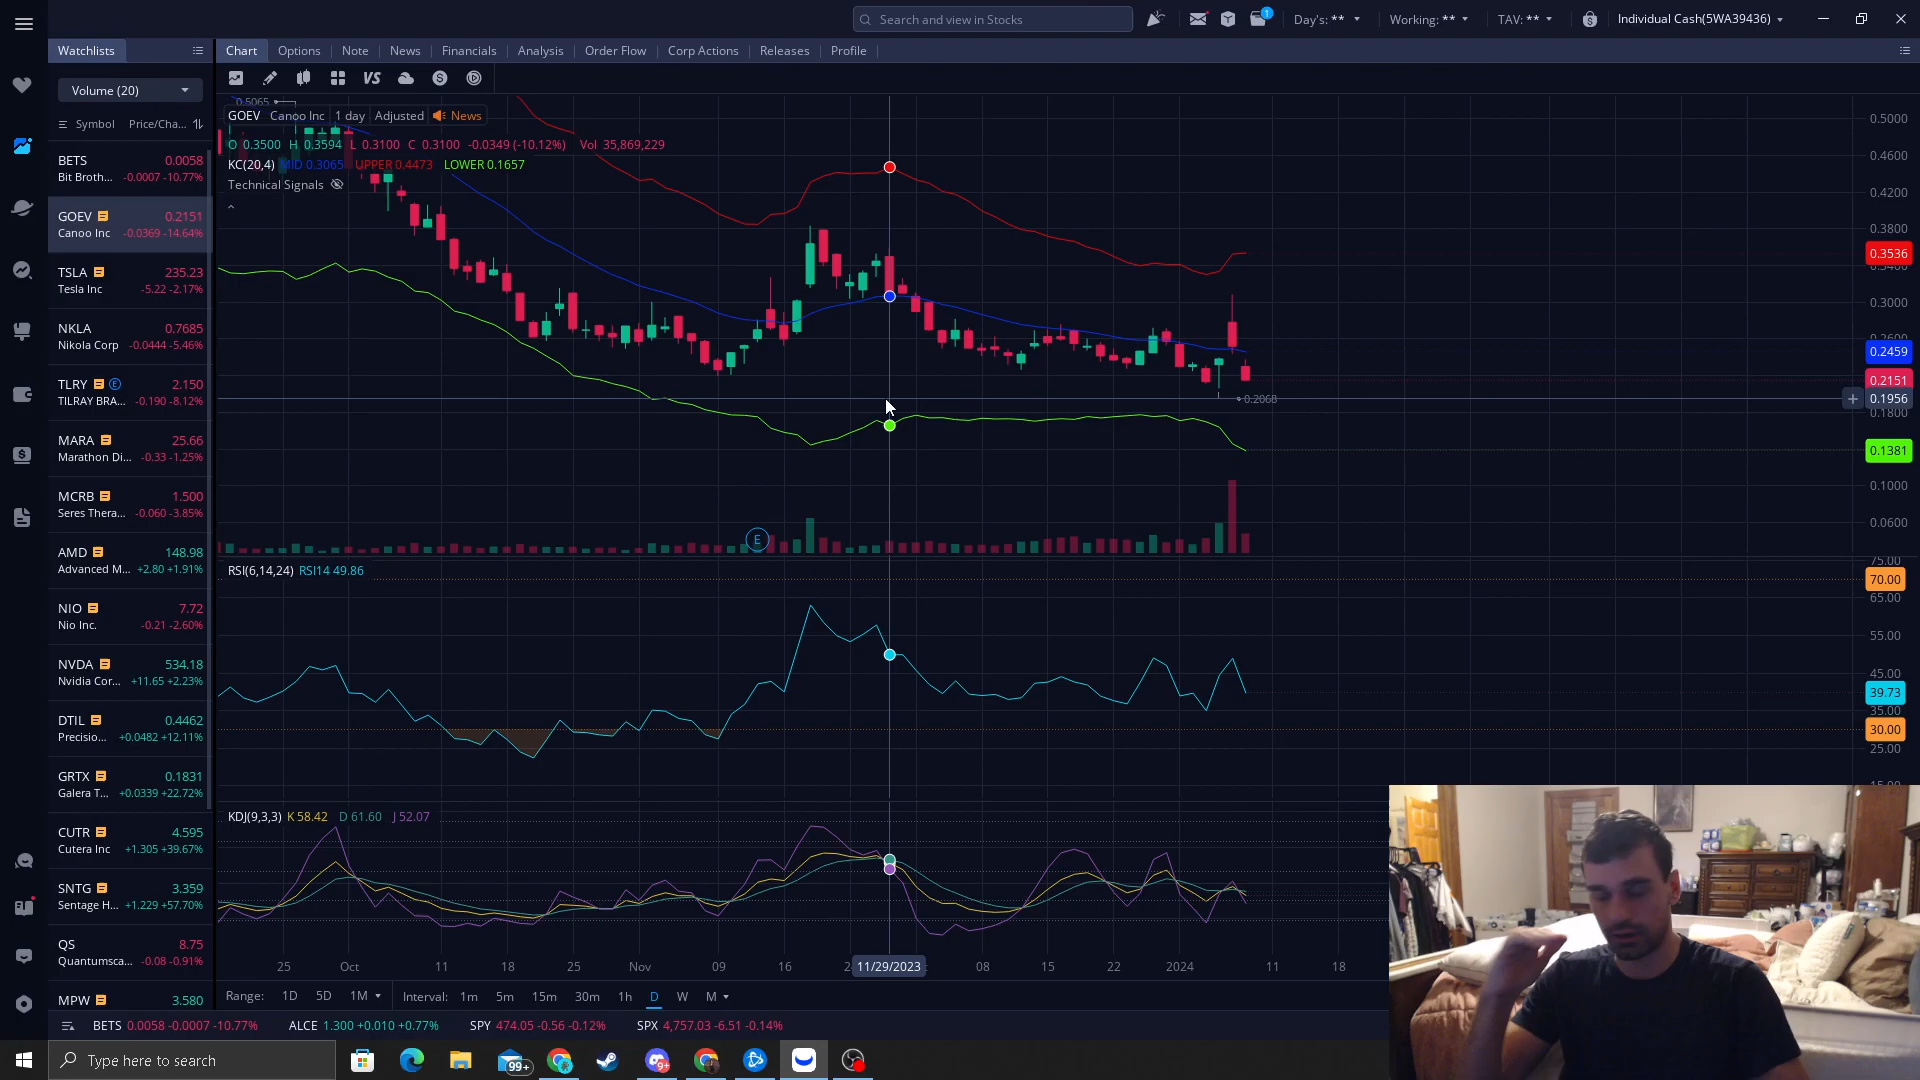 Search and view in Stocks
1
Day's: **
Working: **
TAV: **
Individual Cash(5WA39436)
Watchlists
Chart
Options
Note
News
Financials
Analysis
Order Flow
Corp Actions
Releases
Profile
VS
S
Volume (20)
Symbol Price/Cha...
BETS 0.0058
Bit Broth... -0.0007 -10.77%
GOEV 0.2151
Canoo Inc -0.0369 -14.64%
TSLA 235.23
Tesla Inc -5.22 -2.17%
NKLA 0.7685
Nikola Corp -0.0444 -5.46%
TLRY E 2.150
TILRAY BRA... -0.190 -8.12%
MARA 25.66
Marathon Di... -0.33 -1.25%
MCRB 1.500
Seres Thera... -0.060 -3.85%
AMD 148.98
Advanced M... +2.80 +1.91%
NIO 7.72
Nio Inc. -0.21 -2.60%
NVDA 534.18
Nvidia Cor... +11.65 +2.23%
DTIL 0.4462
Precisio... +0.0482 +12.11%
GRTX 0.1831
Galera T... +0.0339 +22.72%
CUTR 4.595
Cutera Inc +1.305 +39.67%
SNTG 3.359
Sentage H... +1.229 +57.70%
QS 8.75
Quantumsca... -0.08 -0.91%
MPW 3.580
0.5065
GOEV Canoo Inc 1 day Adjusted News
O 0.3500 H 0.3594 L 0.3100 C 0.3100 -0.0349 (-10.12%) Vol 35,869,229
KC(20,4) MID 0.3065 UPPER 0.4473 LOWER 0.1657
Technical Signals
0.5000
0.4600
0.4200
0.3800
0.3536
0.3400
0.3000
0.2600
0.2459
0.2151
0.2068
0.1956
0.1800
0.1381
0.1000
0.0600
E
RSI(6,14,24) RSI14 49.86
75.00
70.00
65.00
55.00
45.00
39.73
35.00
30.00
25.00
15.00
KDJ(9,3,3) K 58.42 D 61.60 J 52.07
25 Oct 11 18 25 Nov 09 16 11/29/2023 08 15 22 2024 11 18
Range: 1D 5D 1M
Interval: 1m 5m 15m 30m 1h D W M
BETS 0.0058 -0.0007 -10.77%
ALCE 1.300 +0.010 +0.77%
SPY 474.05 -0.56 -0.12%
SPX 4,757.03 -6.51 -0.14%
Type here to search
99+
9+